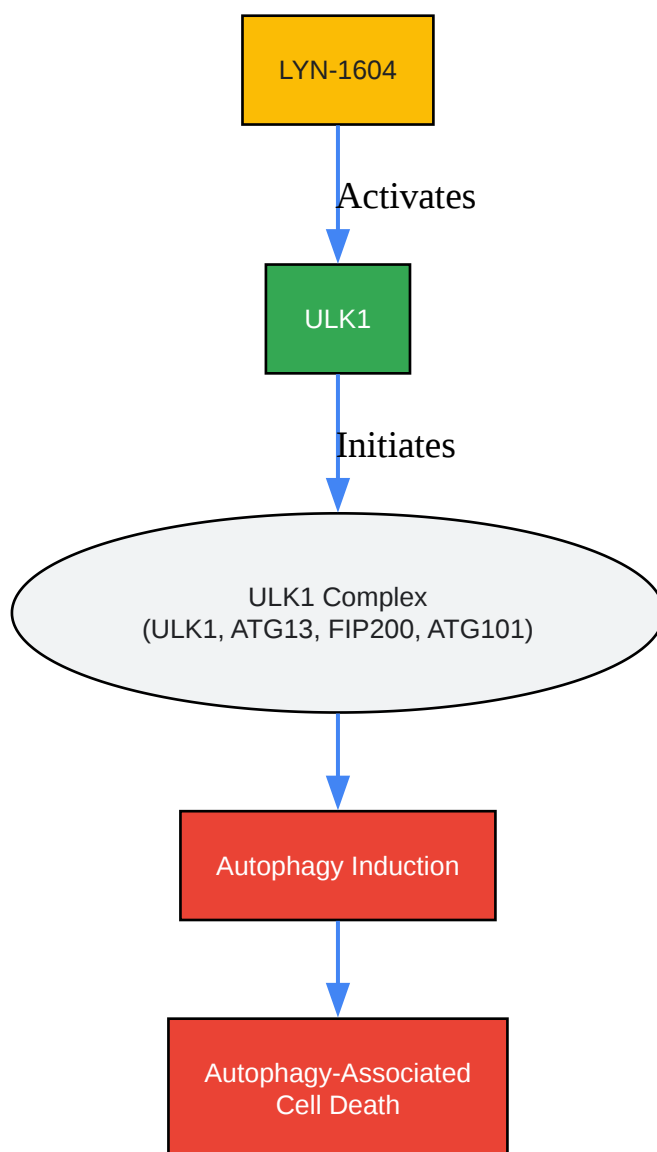 LYN-1604
Activates
ULK1
Initiates
ULK1 Complex
(ULK1, ATG13, FIP200, ATG101)
Autophagy Induction
Autophagy-Associated
Cell Death